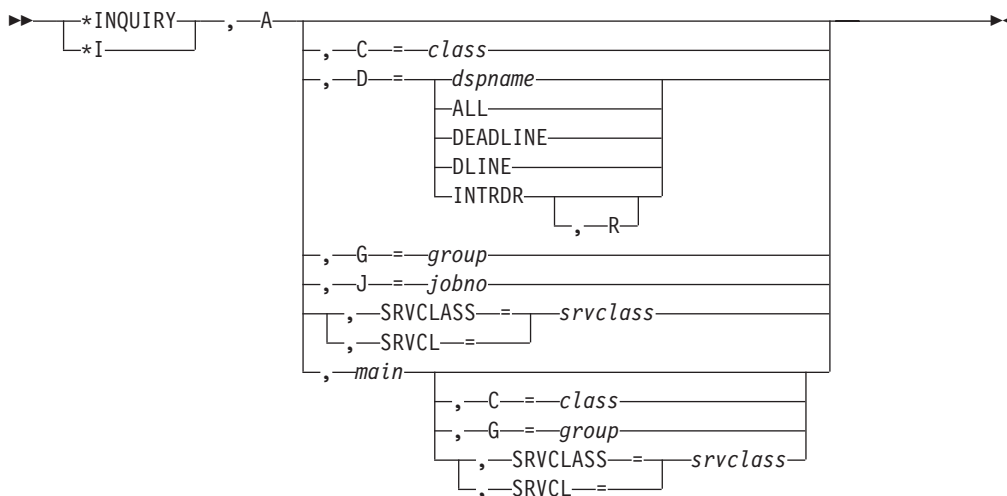 *INQUIRY , A
*I
, C = class
, D = dspname
ALL
DEADLINE
DLINE
INTRDR
, R
, G = group
, J = jobno
, SRVCLASS = srvclass
, SRVCL =
, main
, C = class
, G = group
, SRVCLASS = srvclass
, SRVCL =